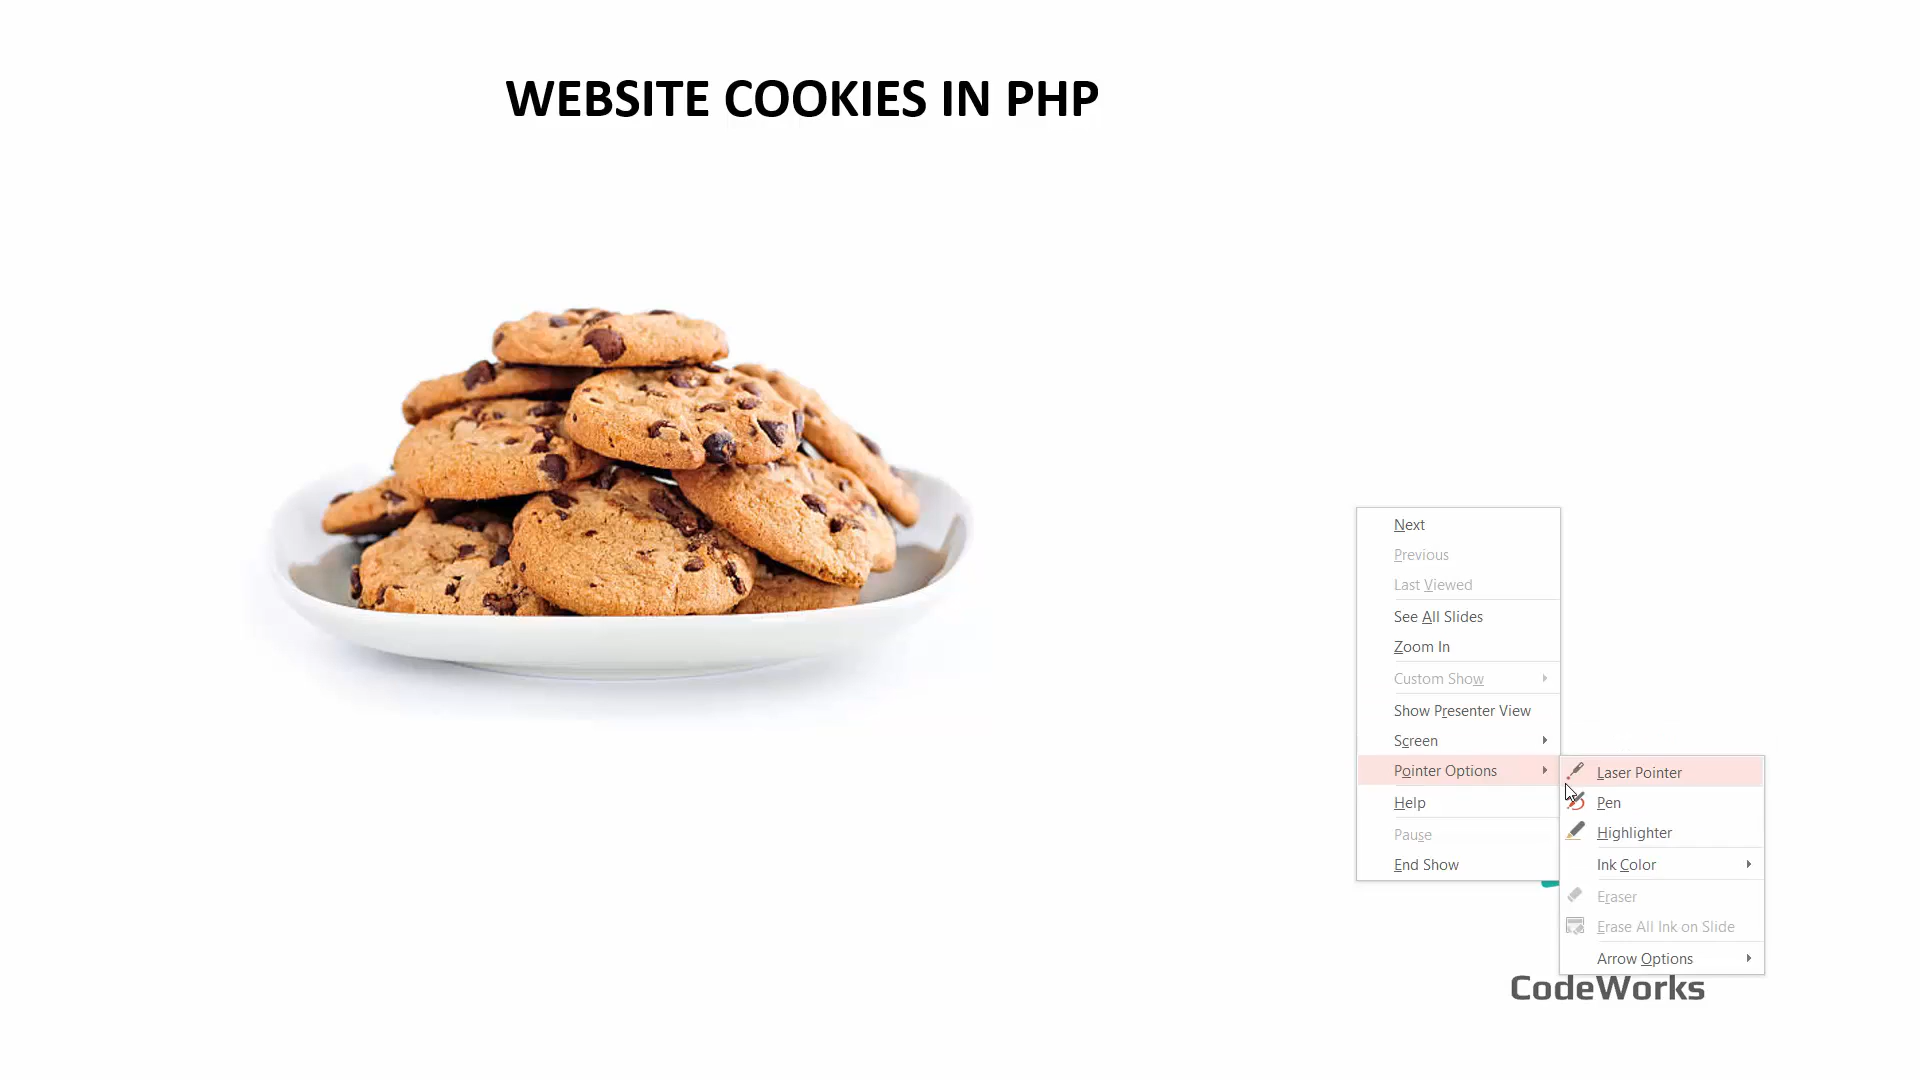 WEBSITE COOKIES IN PHP
Next
Previous
Last Viewed
See All Slides
Zoom In
Custom Show
Show Presenter View
Screen
Pointer Options
Help
Pause
End Show
Laser Pointer
Pen
Highlighter
Ink Color
Eraser
Erase All Ink on Slide
Arrow Options
CodeWorks